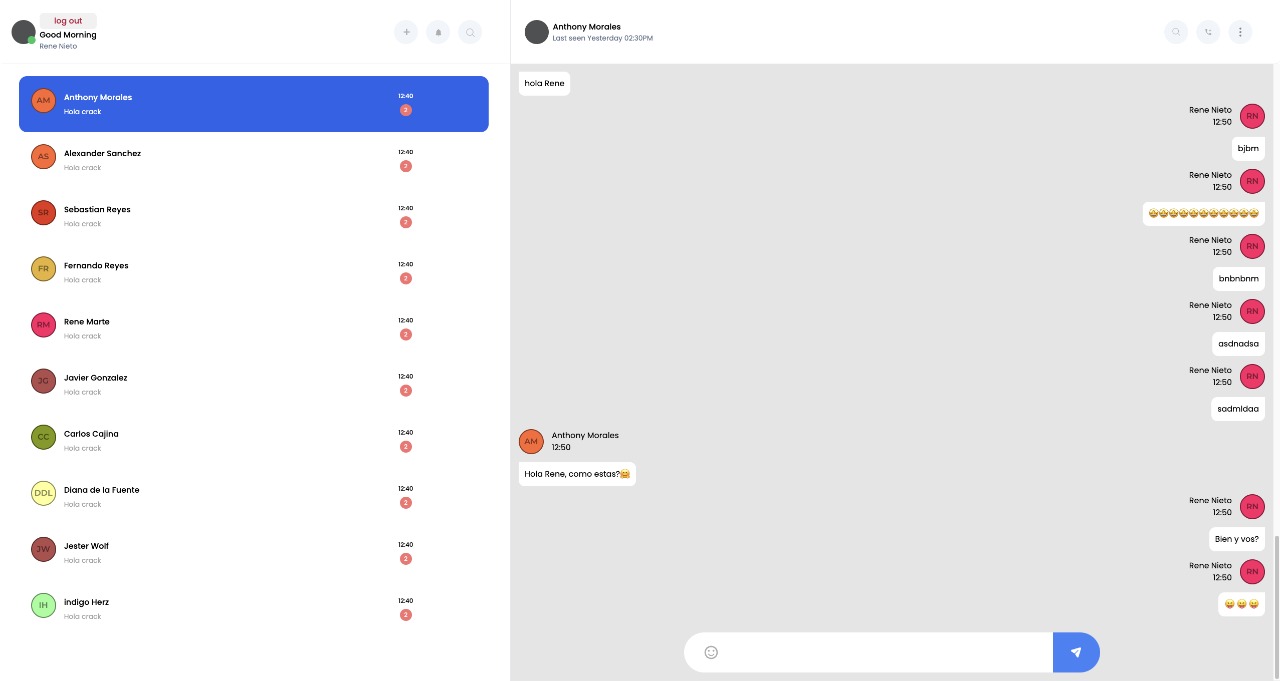 log out
Good Morning
Rene Nieto
AM
Anthony Morales
12:40
Hola crack
2
AS
Alexander Sanchez
12:40
Hola crack
2
SR
Sebastian Reyes
12:40
Hola crack
2
FR
Fernando Reyes
12:40
Hola crack
2
RM
Rene Marte
12:40
Hola crack
2
JG
Javier Gonzalez
12:40
Hola crack
2
CC
Carlos Cajina
12:40
Hola crack
2
DDL
Diana de la Fuente
12:40
Hola crack
2
JW
Jester Wolf
12:40
Hola crack
2
IH
indigo Herz
12:40
Hola crack
2
Anthony Morales
Last seen Yesterday 02:30PM
hola Rene
Rene Nieto
12:50
RN
bjbm
Rene Nieto
12:50
RN
🤩🤩🤩🤩🤩🤩🤩🤩🤩🤩🤩
Rene Nieto
12:50
RN
bnbnbnm
Rene Nieto
12:50
RN
asdnadsa
Rene Nieto
12:50
RN
sadmldaa
AM
Anthony Morales
12:50
Hola Rene, como estas?🤗
Rene Nieto
12:50
RN
Bien y vos?
Rene Nieto
12:50
RN
😛 😛 😛